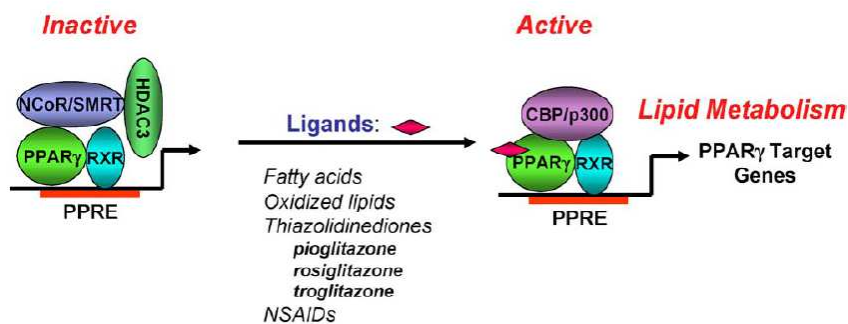 Inactive
NCoR/SMRT
HDAC3
PPARγ
RXR
PPRE
Ligands:
Fatty acids
Oxidized lipids
Thiazolidinediones
pioglitazone
rosiglitazone
troglitazone
NSAIDs
Active
CBP/p300
PPARγ
RXR
PPRE
Lipid Metabolism
PPARγ Target
Genes